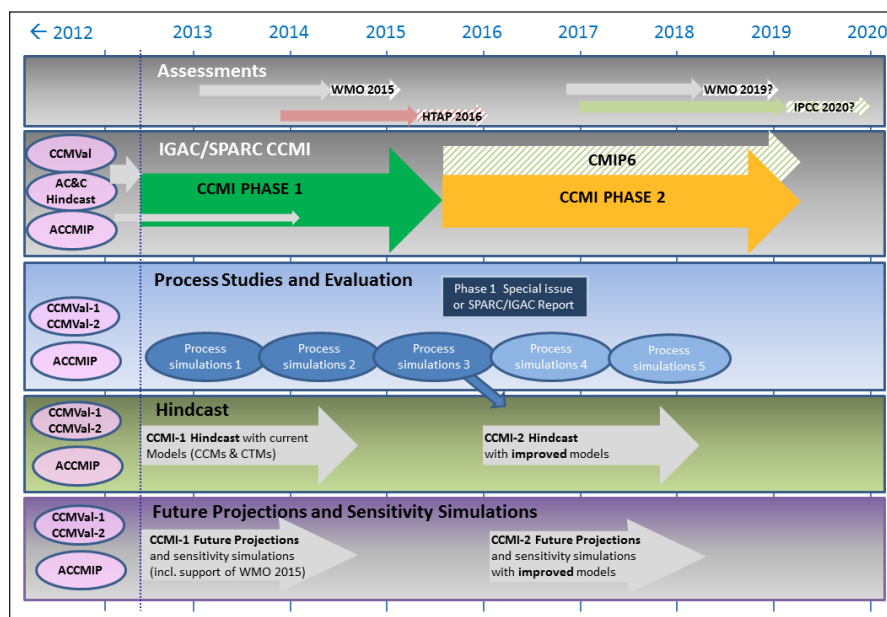 ← 2012 2013 2014 2015 2016 2017 2018 2019 2020
Assessments
WMO 2015
WMO 2019?
HTAP 2016
IPCC 2020?
IGAC/SPARC CCMI
CCMVal
AC&C
Hindcast
ACCMIP
CCMI PHASE 1
CMIP6
CCMI PHASE 2
Process Studies and Evaluation
Phase 1 Special issue
or SPARC/IGAC Report
CCMVal-1
CCMVal-2
ACCMIP
Process
simulations 1
Process
simulations 2
Process
simulations 3
Process
simulations 4
Process
simulations 5
Hindcast
CCMVal-1
CCMVal-2
ACCMIP
CCMI-1 Hindcast with current
Models (CCMs & CTMs)
CCMI-2 Hindcast
with improved models
Future Projections and Sensitivity Simulations
CCMVal-1
CCMVal-2
ACCMIP
CCMI-1 Future Projections
and sensitivity simulations
(incl. support of WMO 2015)
CCMI-2 Future Projections
and sensitivity simulations
with improved models